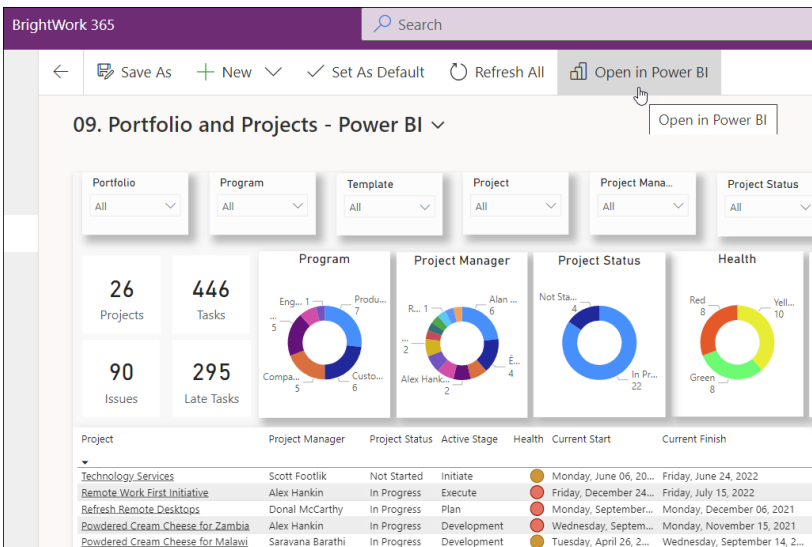 BrightWork 365
Search
Save As
New
Set As Default
Refresh All
Open in Power BI
Open in Power BI
09. Portfolio and Projects - Power BI
Portfolio Program Template Project Project Mana... Project Status
All All All All All All
Program Project Manager Project Status Health
26
Projects
446
Tasks
90
Issues
295
Late Tasks
Eng... 1
Produ...
7
...
5
Compa...
5
Custo...
6
R... 1
Alan ...
6
...
2
É...
4
Alex Hank...
2
Not Sta...
4
In Pr...
22
Red
8
Yell...
10
Green
8
Project Project Manager Project Status Active Stage Health Current Start Current Finish
Technology Services Scott Footlik Not Started Initiate Monday, June 06, 20... Friday, June 24, 2022
Remote Work First Initiative Alex Hankin In Progress Execute Friday, December 24... Friday, July 15, 2022
Refresh Remote Desktops Donal McCarthy In Progress Plan Monday, September... Monday, December 06, 2021
Powdered Cream Cheese for Zambia Alex Hankin In Progress Development Wednesday, Septem... Monday, November 15, 2021
Powdered Cream Cheese for Malawi Saravana Barathi In Progress Development Tuesday, April 26, 2... Wednesday, September 14, 2...